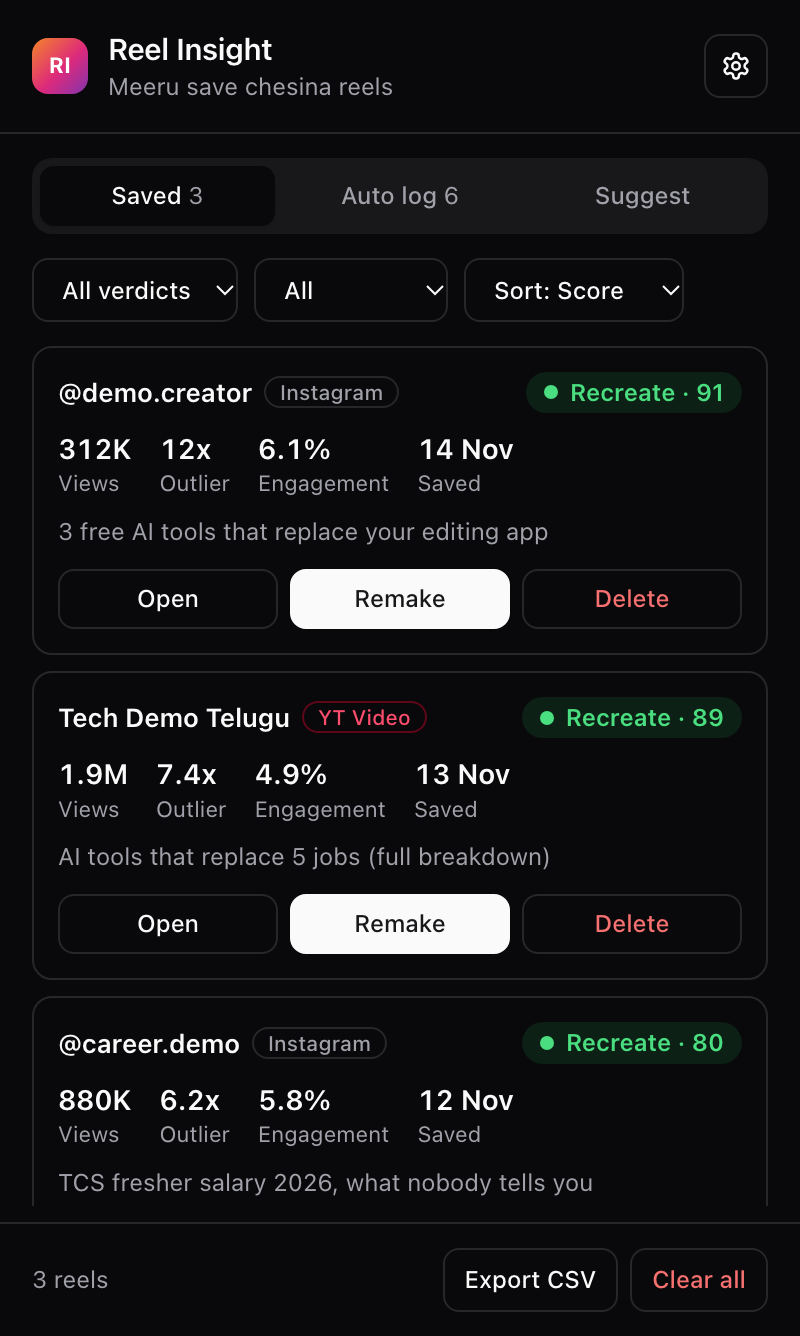 RI
Reel Insight
Meeru save chesina reels
Saved 3 Auto log 6 Suggest
All verdicts All Sort: Score
@demo.creator Instagram Recreate · 91
312K 12x 6.1% 14 Nov
Views Outlier Engagement Saved
3 free AI tools that replace your editing app
Open Remake Delete
Tech Demo Telugu YT Video Recreate · 89
1.9M 7.4x 4.9% 13 Nov
Views Outlier Engagement Saved
AI tools that replace 5 jobs (full breakdown)
Open Remake Delete
@career.demo Instagram Recreate · 80
880K 6.2x 5.8% 12 Nov
Views Outlier Engagement Saved
TCS fresher salary 2026, what nobody tells you
3 reels Export CSV Clear all